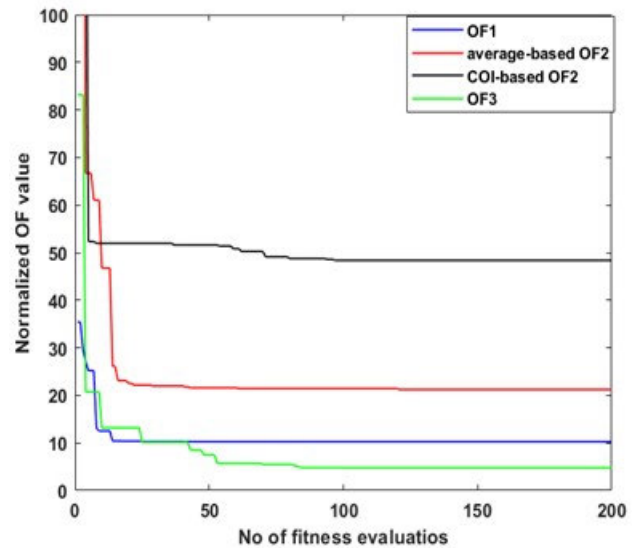 100
90
80
70
60
50
40
30
20
10
0
Normalized OF value
OF1
average-based OF2
COI-based OF2
OF3
0
50
100
150
200
No of fitness evaluatios